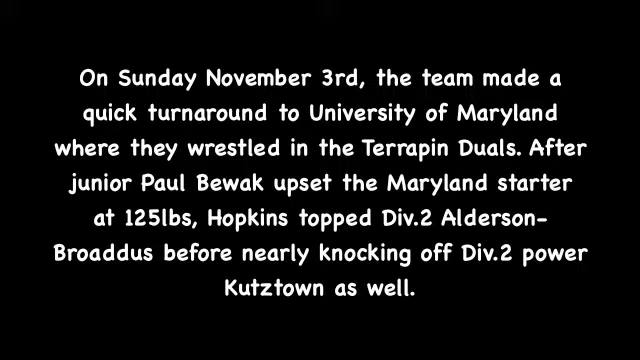 On Sunday November 3rd, the team made a
quick turnaround to University of Maryland
where they wrestled in the Terrapin Duals. After
junior Paul Bewak upset the Maryland starter
at 125lbs, Hopkins topped Div.2 Alderson-
Broaddus before nearly knocking off Div.2 power
Kutztown as well.